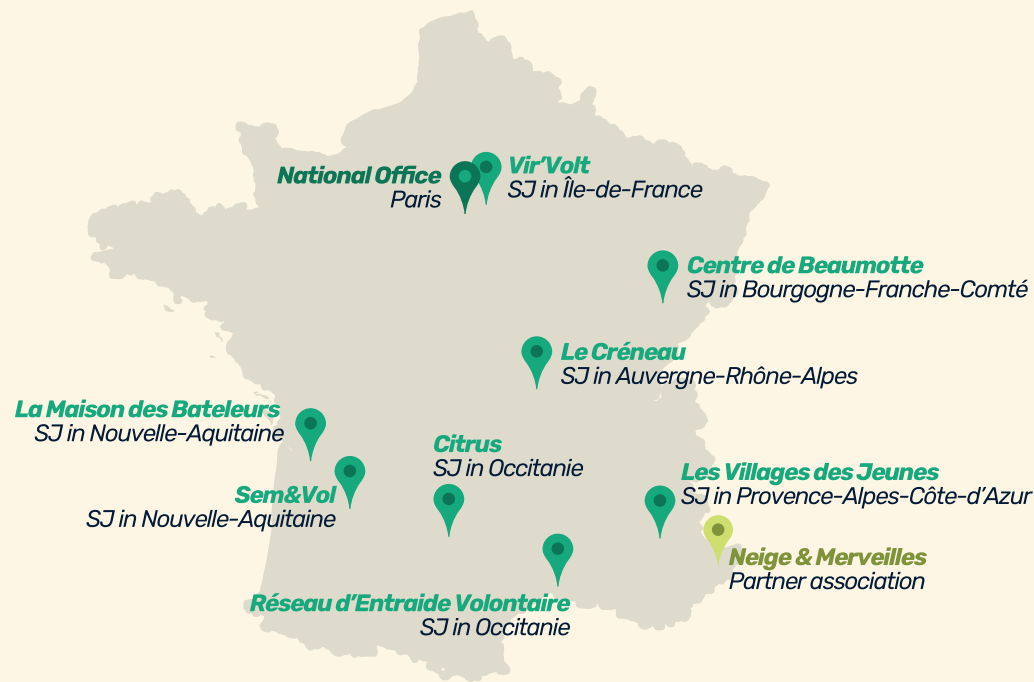 National Office
Paris
Vir'Volt
SJ in Île-de-France
Centre de Beaumotte
SJ in Bourgogne-Franche-Comté
Le Créneau
SJ in Auvergne-Rhône-Alpes
La Maison des Bateleurs
SJ in Nouvelle-Aquitaine
Citrus
SJ in Occitanie
Sem&Vol
SJ in Nouvelle-Aquitaine
Les Villages des Jeunes
SJ in Provence-Alpes-Côte-d'Azur
Neige & Merveilles
Partner association
Réseau d'Entraide Volontaire
SJ in Occitanie